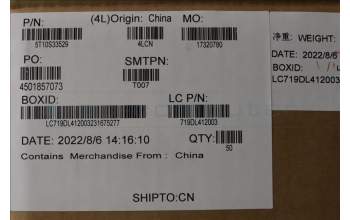 P/N:
(4L)Origin: China
MO:
5T10S33529
4LCN
17320780
PO:
SMTPN:
4501857073
T007
BOXID:
LC P/N:
LC719DL412003231675277
719DL412003
DATE: 2022/8/6 14:16:10
QTY:
50
Contains Merchandise From : China
SHIPTO:CN
净重: WEIGHT:
DATE: 2022/8/6
BOXID:
LC719DL412003